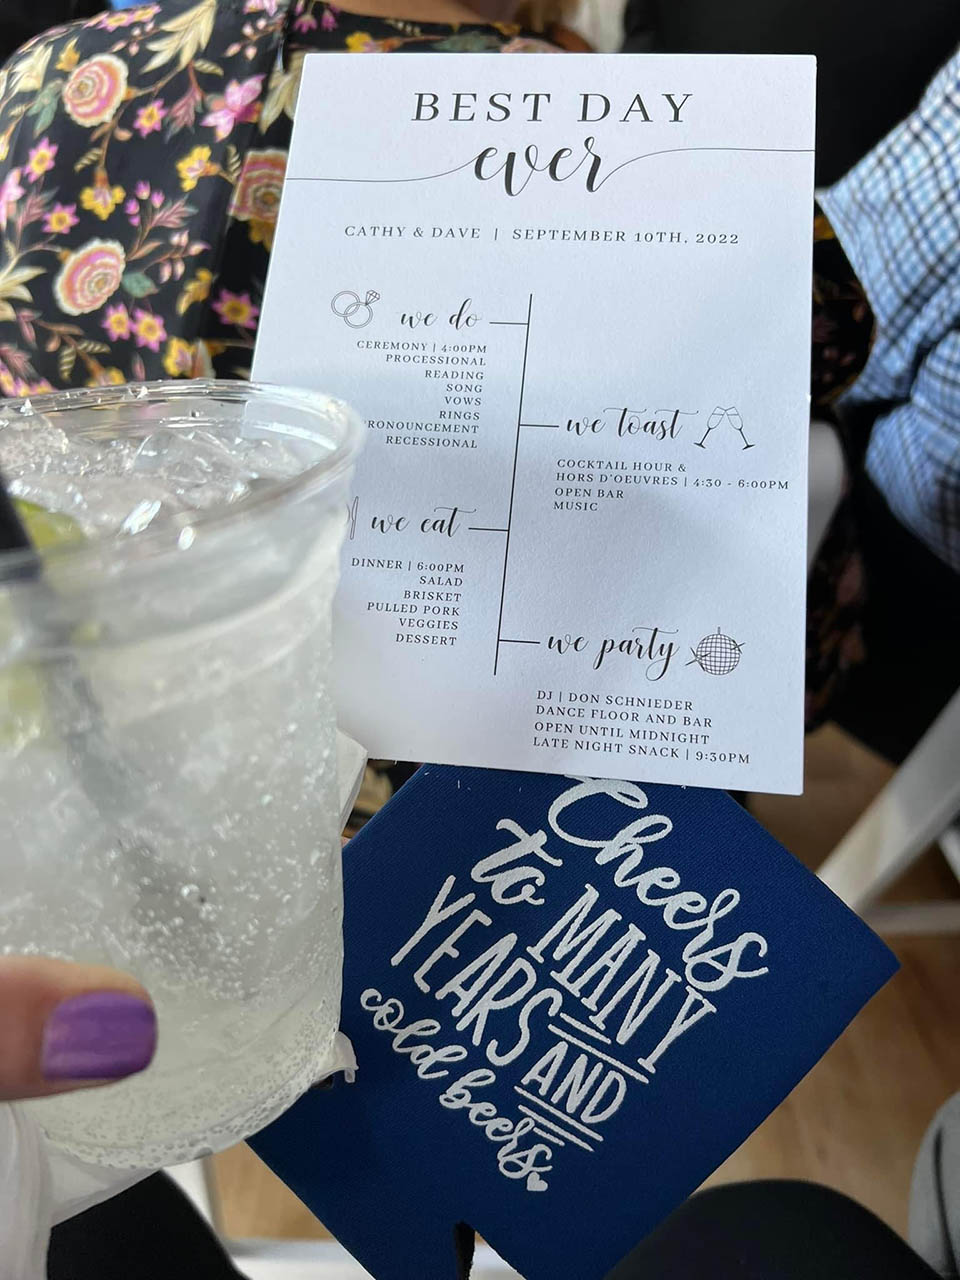 BEST DAY
ever
CATHY & DAVE | SEPTEMBER 10TH, 2022
we do
CEREMONY | 4:00PM
PROCESSIONAL
READING
SONG
VOWS
RINGS
RONOUNCEMENT
RECESSIONAL
we toast
COCKTAIL HOUR &
HORS D'OEUVRES | 4:30 - 6:00PM
OPEN BAR
MUSIC
we eat
DINNER | 6:00PM
SALAD
BRISKET
PULLED PORK
VEGGIES
DESSERT
we party
DJ | DON SCHNIEDER
DANCE FLOOR AND BAR
OPEN UNTIL MIDNIGHT
LATE NIGHT SNACK | 9:30PM
Cheers
to MANY
YEARS AND
cold beers